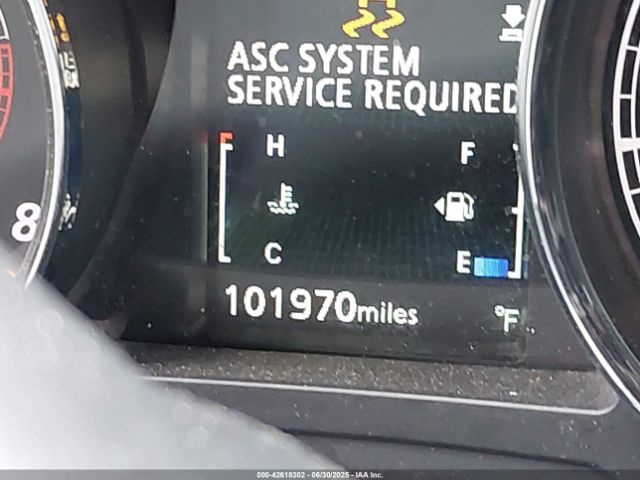 ASC SYSTEM
SERVICE REQUIRED
H F
C E
101970miles
°F
8
000-42618302 - 06/30/2025 - IAA Inc.